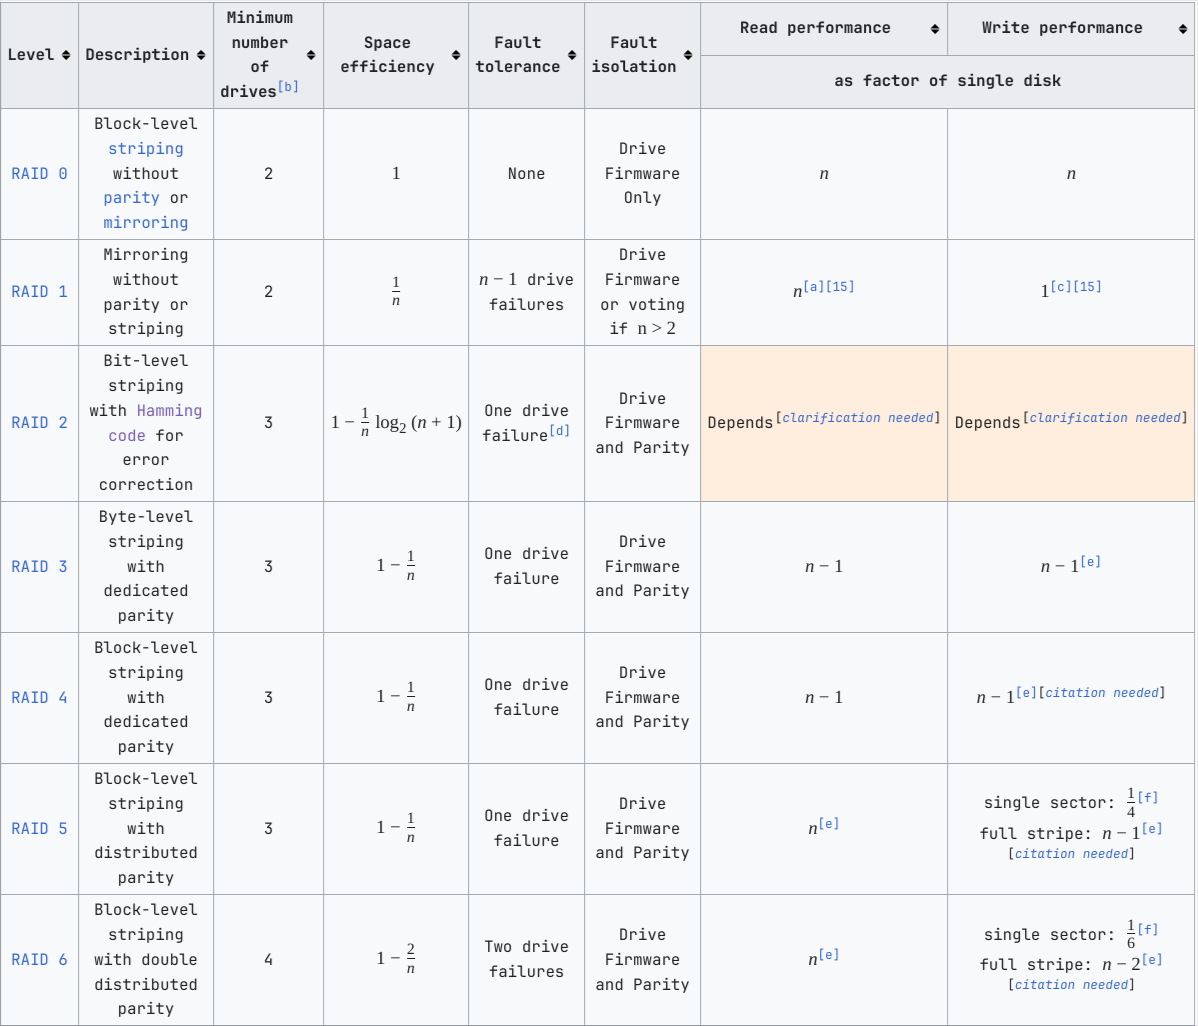 Level
Description
Minimum
number
of
drives[b]
Space
efficiency
Fault
tolerance
Fault
isolation
Read performance
Write performance
as factor of single disk
RAID 0
Block-level
striping
without
parity or
mirroring
2
1
None
Drive
Firmware
Only
n
n
RAID 1
Mirroring
without
parity or
striping
2
1/n
n − 1 drive
failures
Drive
Firmware
or voting
if n > 2
n[a][15]
1[c][15]
RAID 2
Bit-level
striping
with Hamming
code for
error
correction
3
1 − 1/n log₂ (n + 1)
One drive
failure[d]
Drive
Firmware
and Parity
Depends[clarification needed]
Depends[clarification needed]
RAID 3
Byte-level
striping
with
dedicated
parity
3
1 − 1/n
One drive
failure
Drive
Firmware
and Parity
n − 1
n − 1[e]
RAID 4
Block-level
striping
with
dedicated
parity
3
1 − 1/n
One drive
failure
Drive
Firmware
and Parity
n − 1
n − 1[e][citation needed]
RAID 5
Block-level
striping
with
distributed
parity
3
1 − 1/n
One drive
failure
Drive
Firmware
and Parity
n[e]
single sector: 1/4[f]
full stripe: n − 1[e]
[citation needed]
RAID 6
Block-level
striping
with double
distributed
parity
4
1 − 2/n
Two drive
failures
Drive
Firmware
and Parity
n[e]
single sector: 1/6[f]
full stripe: n − 2[e]
[citation needed]